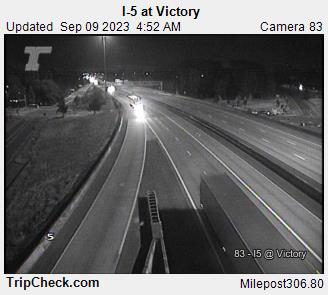 I-5 at Victory
Updated Sep 09 2023 4:52 AM Camera 83
T
5
83 - I5 @ Victory
TripCheck.com Milepost306.80